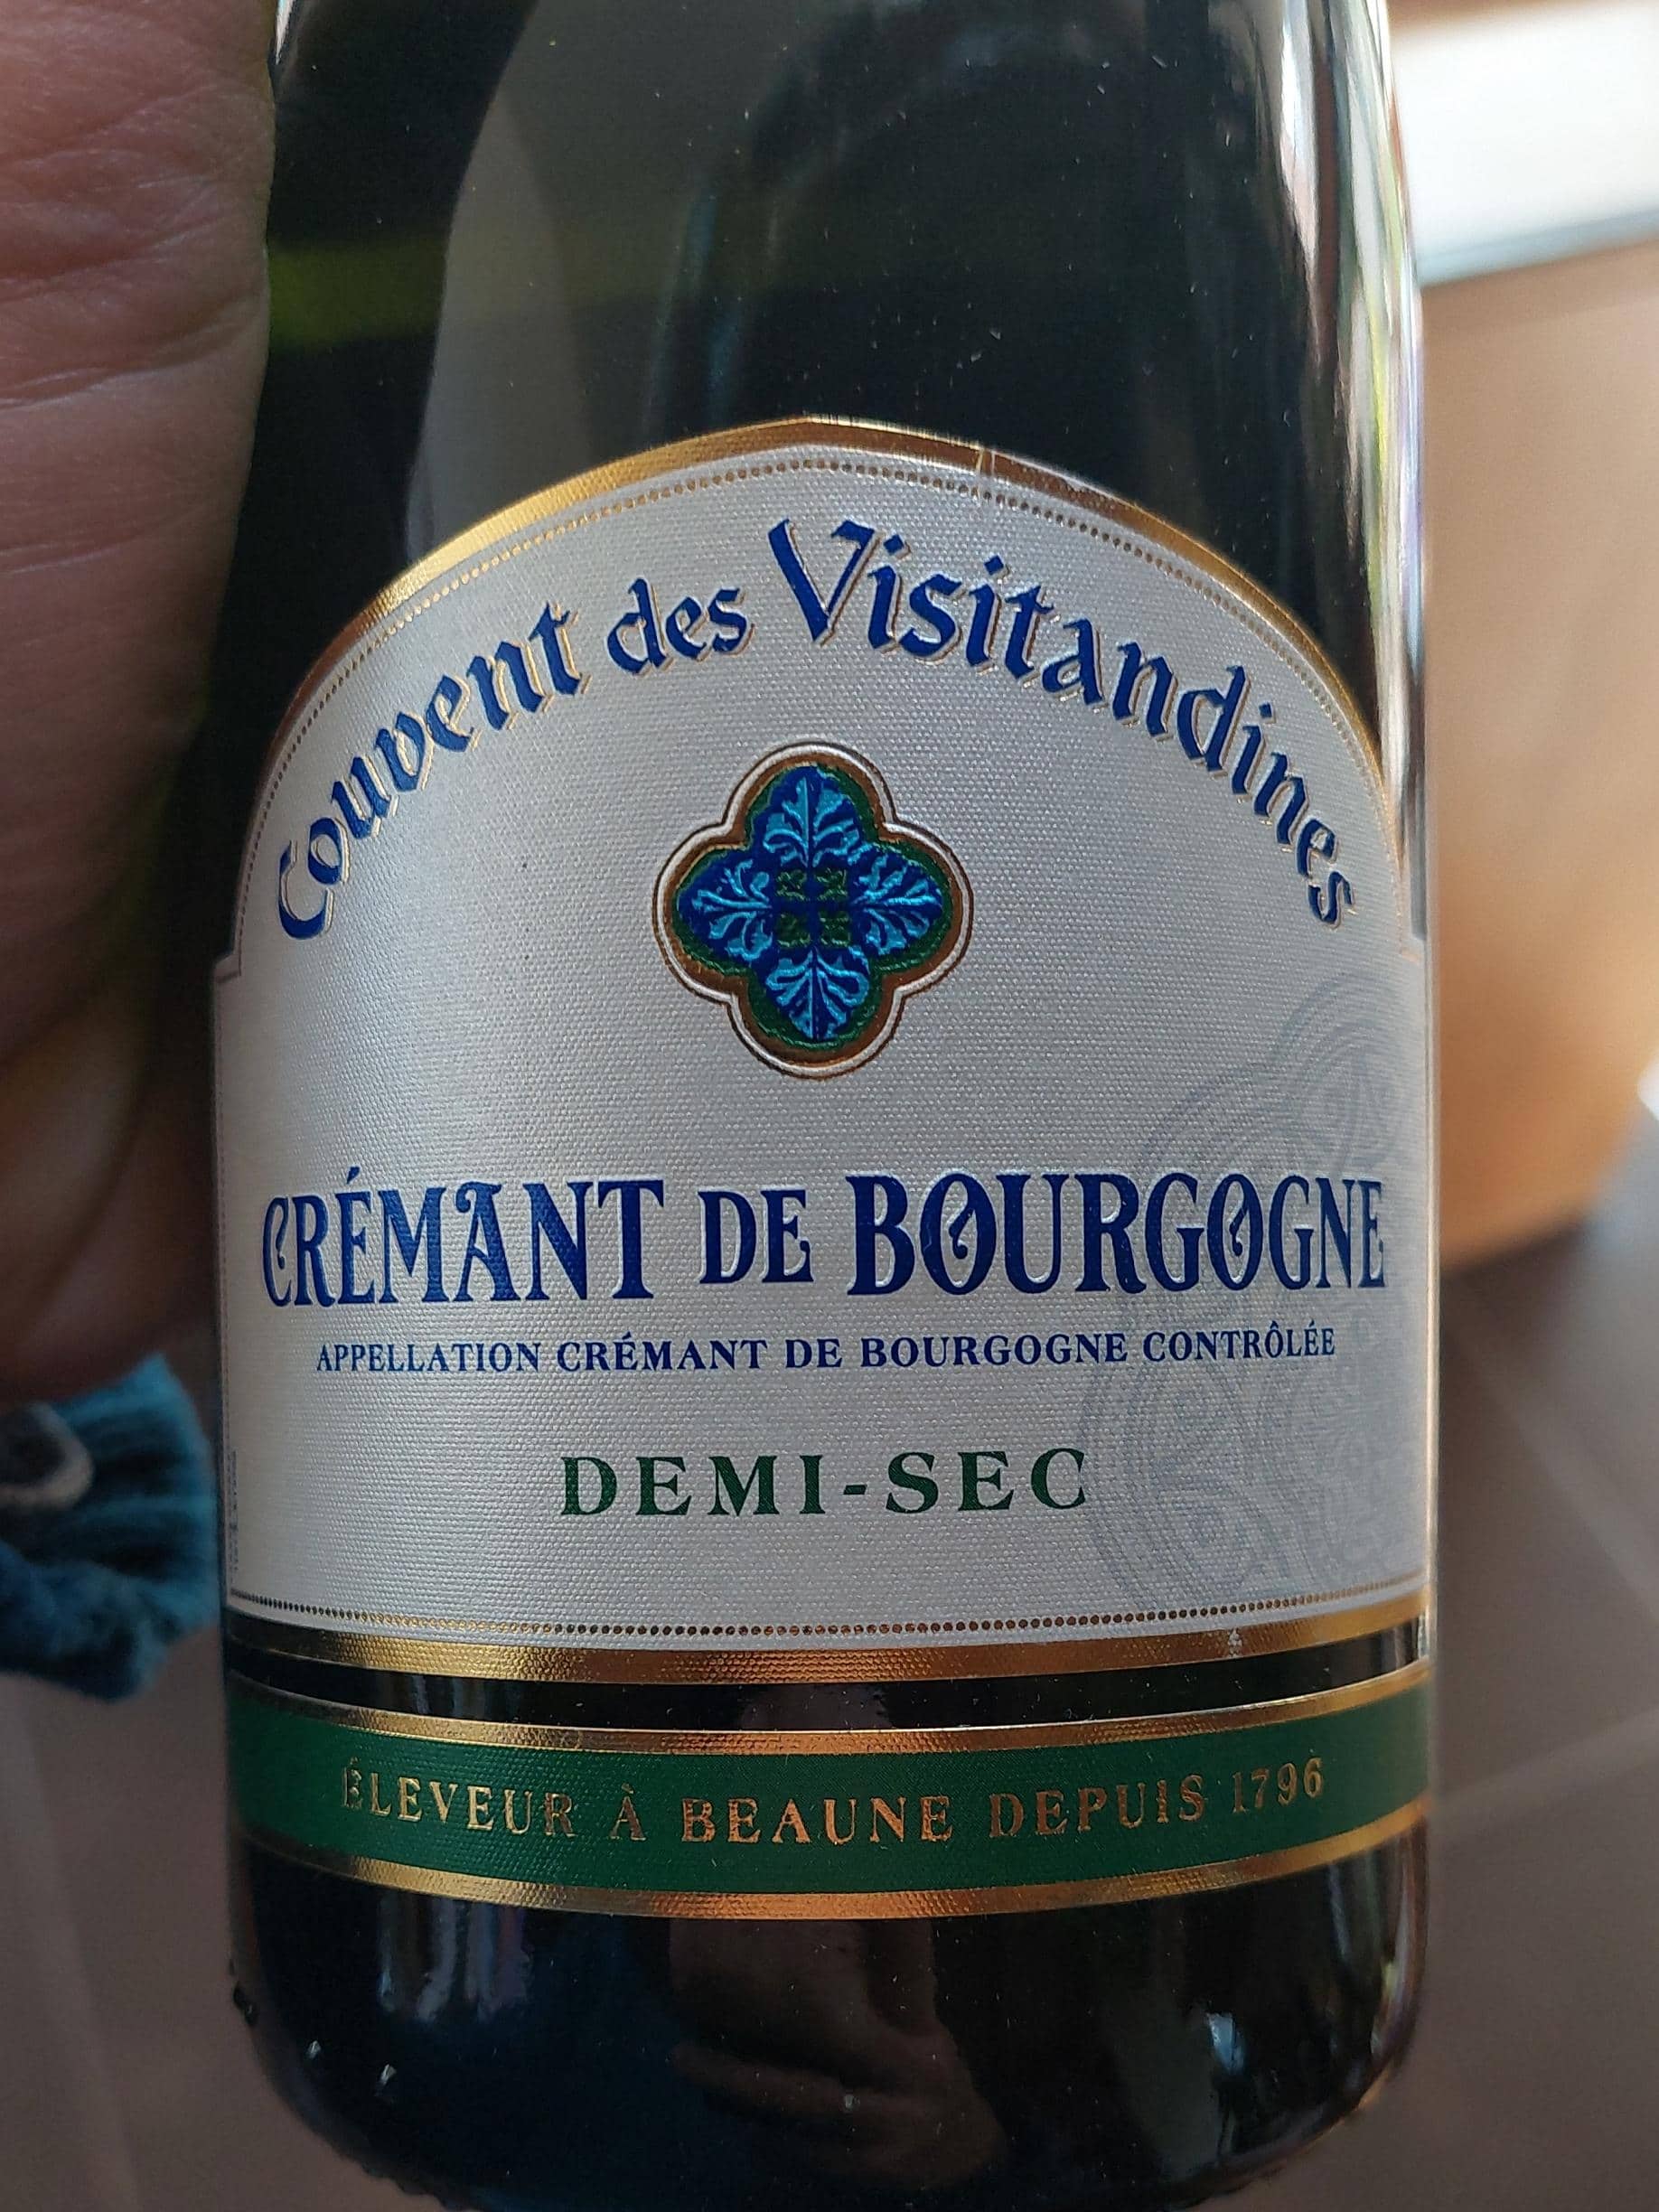 Couvent des Visitandines
CRÉMANT DE BOURGOGNE
APPELLATION CRÉMANT DE BOURGOGNE CONTRÔLÉE
DEMI-SEC
ÉLEVEUR À BEAUNE DEPUIS 1796